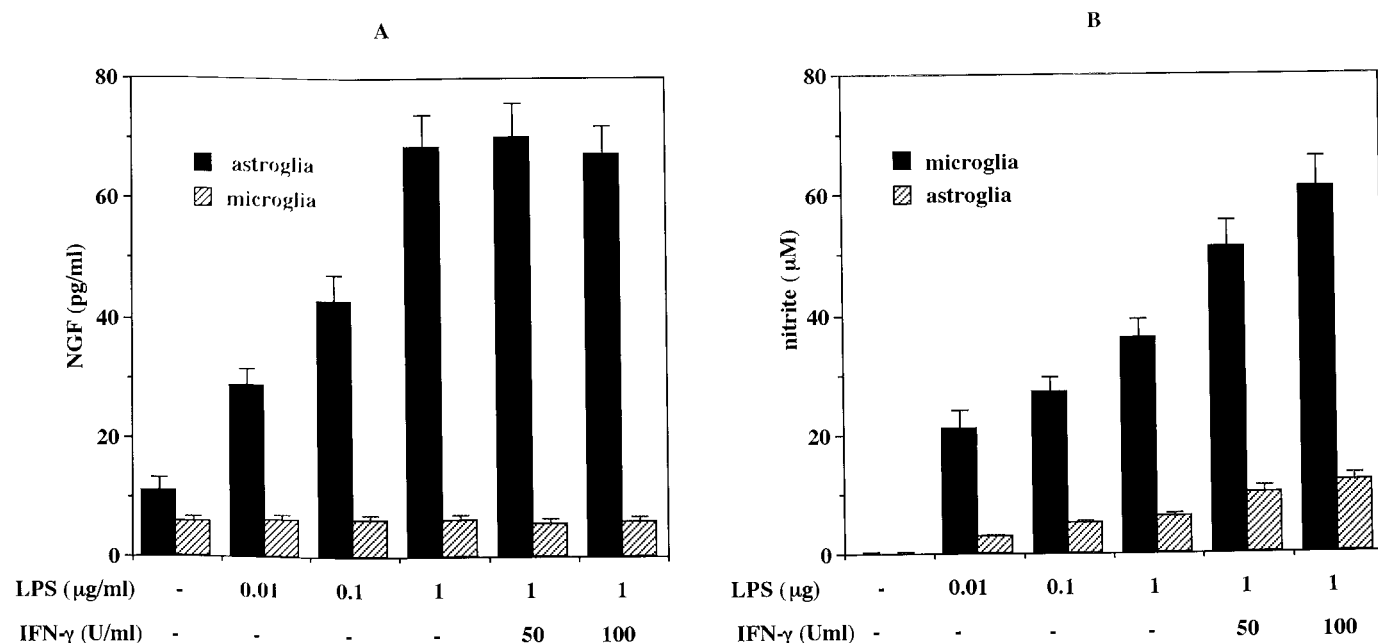 A
80
60
40
20
0
NGF (pg/ml)
astroglia
microglia
LPS (µg/ml) - 0.01 0.1 1 1 1
IFN-γ (U/ml) - - - - 50 100
B
80
60
40
20
0
nitrite ( µM)
microglia
astroglia
LPS (µg) - 0.01 0.1 1 1 1
IFN-γ (Uml) - - - - 50 100